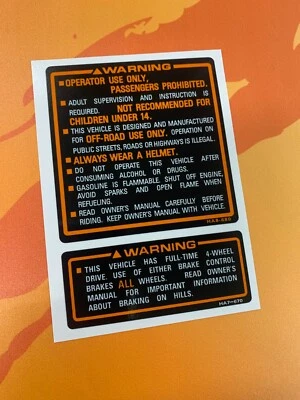 ⚠WARNING
■ OPERATOR USE ONLY,
PASSENGERS PROHIBITED.
■ ADULT SUPERVISION AND INSTRUCTION IS
REQUIRED. NOT RECOMMENDED FOR
CHILDREN UNDER 14.
■ THIS VEHICLE IS DESIGNED AND MANUFACTURED
FOR OFF-ROAD USE ONLY. OPERATION ON
PUBLIC STREETS, ROADS OR HIGHWAYS IS ILLEGAL.
■ ALWAYS WEAR A HELMET.
■ DO NOT OPERATE THIS VEHICLE AFTER
CONSUMING ALCOHOL OR DRUGS.
■ GASOLINE IS FLAMMABLE. SHUT OFF ENGINE,
AVOID SPARKS AND OPEN FLAME WHEN
REFUELING.
■ READ OWNER'S MANUAL CAREFULLY BEFORE
RIDING. KEEP OWNER'S MANUAL WITH VEHICLE.
⚠WARNING
■ THIS VEHICLE HAS FULL-TIME 4-WHEEL
DRIVE. USE OF EITHER BRAKE CONTROL
BRAKES ALL WHEELS. READ OWNER'S
MANUAL FOR IMPORTANT INFORMATION
ABOUT BRAKING ON HILLS.
HA7-670